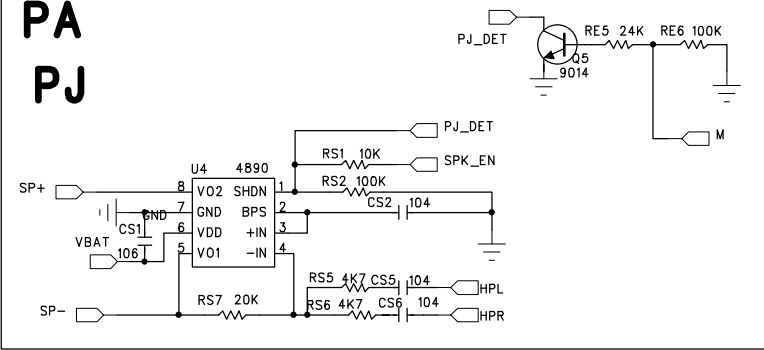 PA
PJ
PJ_DET
RE5 24K
RE6 100K
Q5
9014
M
PJ_DET
RS1 10K
SPK_EN
RS2 100K
CS2 104
U4 4890
SP+
8 VO2 SHDN 1
7 GND BPS 2
6 VDD +IN 3
5 VO1 -IN 4
GND
CS1
VBAT
106
RS5 4K7 CS5 104
HPL
SP-
RS7 20K
RS6 4K7 CS6 104
HPR